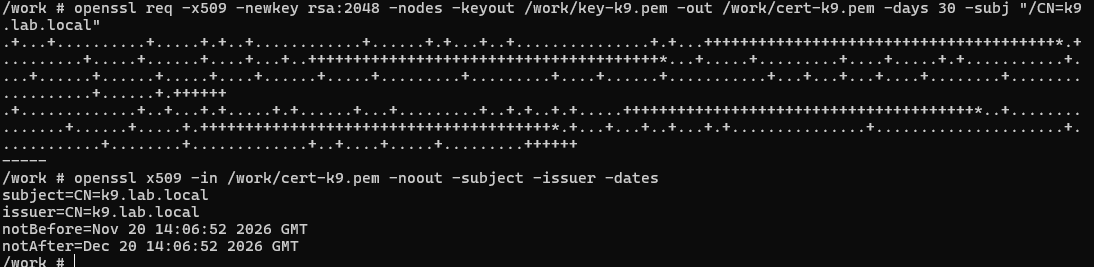 /work # openssl req -x509 -newkey rsa:2048 -nodes -keyout /work/key-k9.pem -out /work/cert-k9.pem -days 30 -subj "/CN=k9
.lab.local"
.+...+..........+.....+.+..+.............+......+.+...+..+...............+.+...+++++++++++++++++++++++++++++++++++++++*.+
.........+.....+......+....+...+..+++++++++++++++++++++++++++++++++++++++*...+.....+.........+....+.....+.+...........+.
...+......+......+.....+....+......+.....+.........+.........+....+......+...........+...+...+....+........+........
..........+......+.++++++
.+.............+..+...+.+.....+.+......+...+.........+..+.+..+.+.....+++++++++++++++++++++++++++++++++++++++*..+........
.......+......+.....+.+++++++++++++++++++++++++++++++++++++++*.+...+...+..+...+.+...............+.....................+.
...........+........+.............+..+....+.....+.........++++++
-----
/work # openssl x509 -in /work/cert-k9.pem -noout -subject -issuer -dates
subject=CN=k9.lab.local
issuer=CN=k9.lab.local
notBefore=Nov 20 14:06:52 2026 GMT
notAfter=Dec 20 14:06:52 2026 GMT
/work #